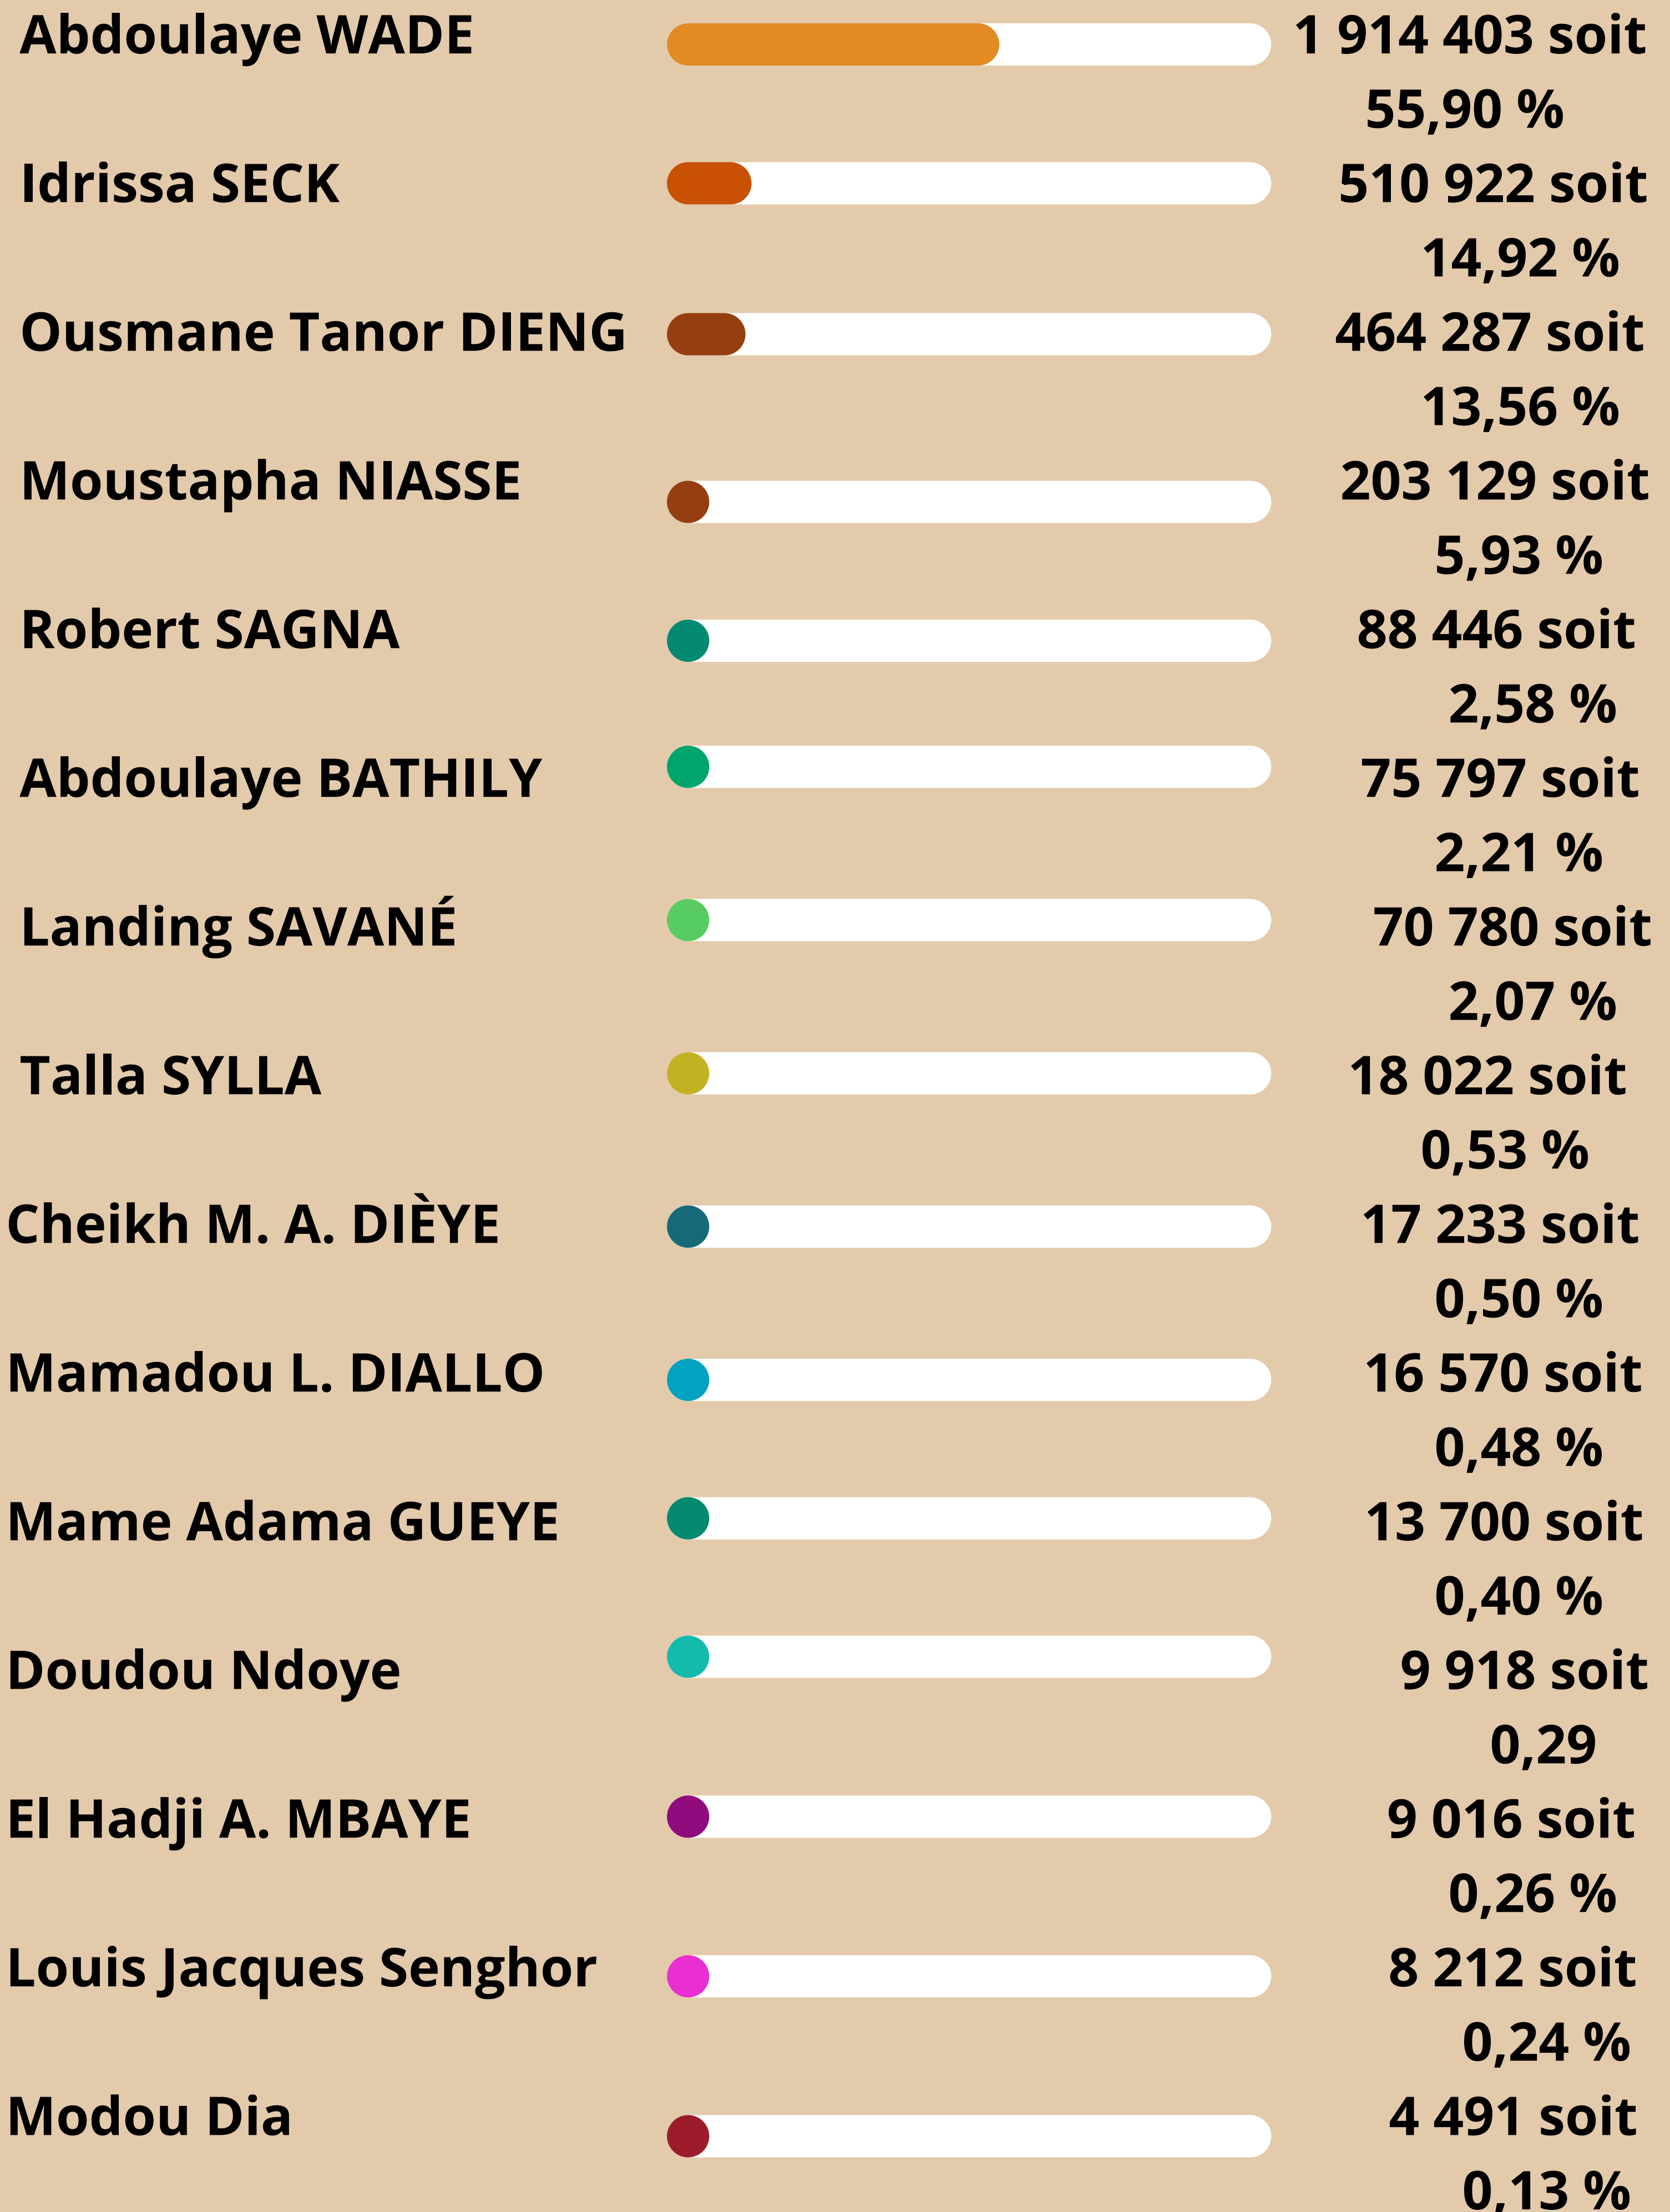 Abdoulaye WADE 1 914 403 soit
55,90 %
Idrissa SECK 510 922 soit
14,92 %
Ousmane Tanor DIENG 464 287 soit
13,56 %
Moustapha NIASSE 203 129 soit
5,93 %
Robert SAGNA 88 446 soit
2,58 %
Abdoulaye BATHILY 75 797 soit
2,21 %
Landing SAVANÉ 70 780 soit
2,07 %
Talla SYLLA 18 022 soit
0,53 %
Cheikh M. A. DIÈYE 17 233 soit
0,50 %
Mamadou L. DIALLO 16 570 soit
0,48 %
Mame Adama GUEYE 13 700 soit
0,40 %
Doudou Ndoye 9 918 soit
0,29
El Hadji A. MBAYE 9 016 soit
0,26 %
Louis Jacques Senghor 8 212 soit
0,24 %
Modou Dia 4 491 soit
0,13 %